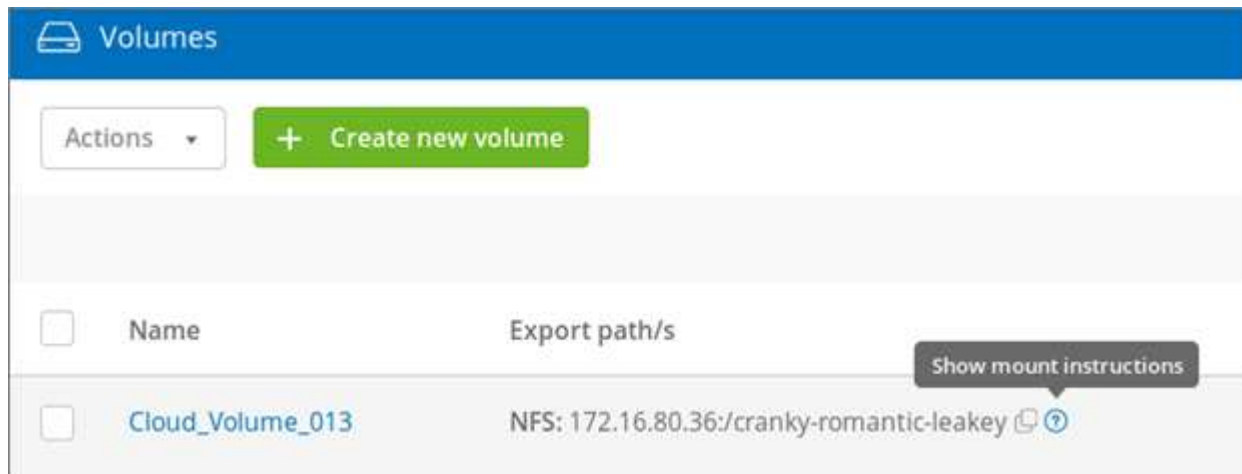 Volumes
Actions
+ Create new volume
Name Export path/s
Show mount instructions
Cloud_Volume_013 NFS: 172.16.80.36:/cranky-romantic-leakey